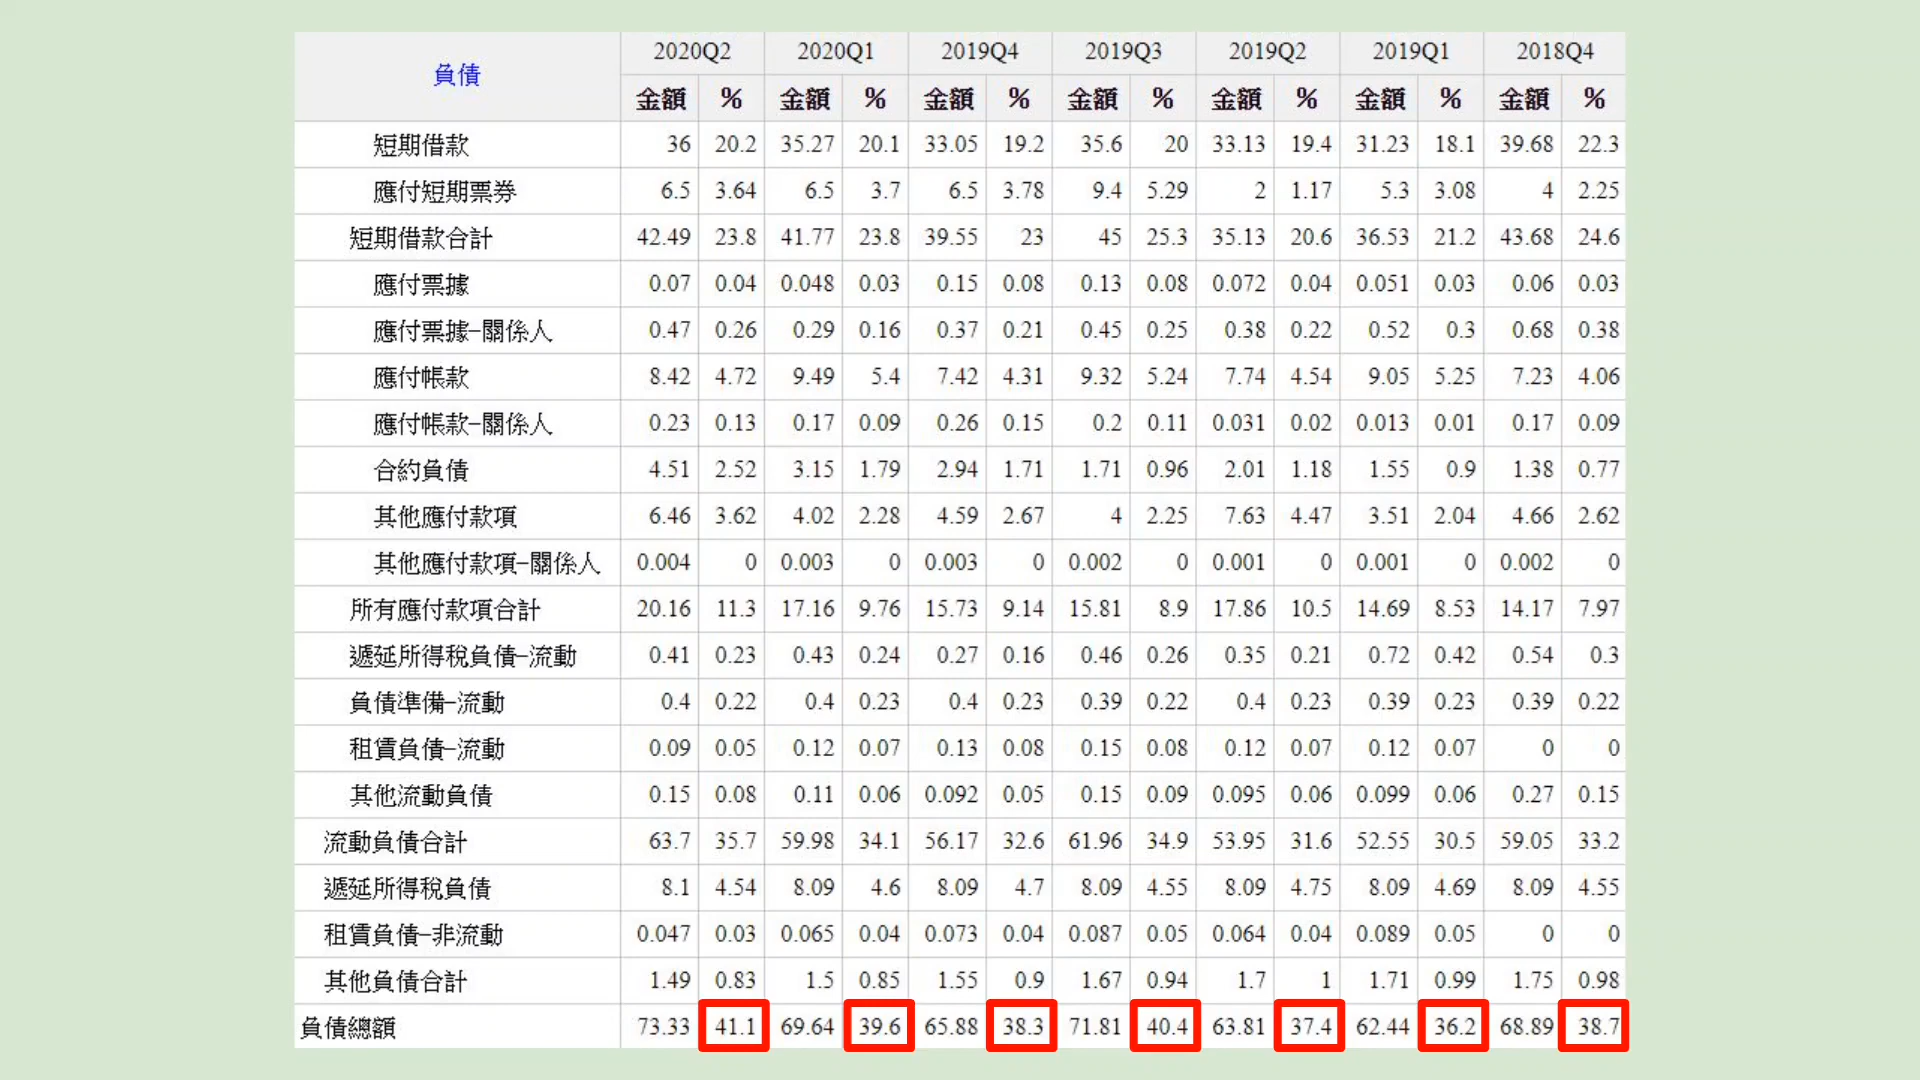 負債 2020Q2 2020Q1 2019Q4 2019Q3 2019Q2 2019Q1 2018Q4
金額 % 金額 % 金額 % 金額 % 金額 % 金額 % 金額 %
短期借款 36 20.2 35.27 20.1 33.05 19.2 35.6 20 33.13 19.4 31.23 18.1 39.68 22.3
應付短期票券 6.5 3.64 6.5 3.7 6.5 3.78 9.4 5.29 2 1.17 5.3 3.08 4 2.25
短期借款合計 42.49 23.8 41.77 23.8 39.55 23 45 25.3 35.13 20.6 36.53 21.2 43.68 24.6
應付票據 0.07 0.04 0.048 0.03 0.15 0.08 0.13 0.08 0.072 0.04 0.051 0.03 0.06 0.03
應付票據-關係人 0.47 0.26 0.29 0.16 0.37 0.21 0.45 0.25 0.38 0.22 0.52 0.3 0.68 0.38
應付帳款 8.42 4.72 9.49 5.4 7.42 4.31 9.32 5.24 7.74 4.54 9.05 5.25 7.23 4.06
應付帳款-關係人 0.23 0.13 0.17 0.09 0.26 0.15 0.2 0.11 0.031 0.02 0.013 0.01 0.17 0.09
合約負債 4.51 2.52 3.15 1.79 2.94 1.71 1.71 0.96 2.01 1.18 1.55 0.9 1.38 0.77
其他應付款項 6.46 3.62 4.02 2.28 4.59 2.67 4 2.25 7.63 4.47 3.51 2.04 4.66 2.62
其他應付款項-關係人 0.004 0 0.003 0 0.003 0 0.002 0 0.001 0 0.001 0 0.002 0
所有應付款項合計 20.16 11.3 17.16 9.76 15.73 9.14 15.81 8.9 17.86 10.5 14.69 8.53 14.17 7.97
遞延所得稅負債-流動 0.41 0.23 0.43 0.24 0.27 0.16 0.46 0.26 0.35 0.21 0.72 0.42 0.54 0.3
負債準備-流動 0.4 0.22 0.4 0.23 0.4 0.23 0.39 0.22 0.4 0.23 0.39 0.23 0.39 0.22
租賃負債-流動 0.09 0.05 0.12 0.07 0.13 0.08 0.15 0.08 0.12 0.07 0.12 0.07 0 0
其他流動負債 0.15 0.08 0.11 0.06 0.092 0.05 0.15 0.09 0.095 0.06 0.099 0.06 0.27 0.15
流動負債合計 63.7 35.7 59.98 34.1 56.17 32.6 61.96 34.9 53.95 31.6 52.55 30.5 59.05 33.2
遞延所得稅負債 8.1 4.54 8.09 4.6 8.09 4.7 8.09 4.55 8.09 4.75 8.09 4.69 8.09 4.55
租賃負債-非流動 0.047 0.03 0.065 0.04 0.073 0.04 0.087 0.05 0.064 0.04 0.089 0.05 0 0
其他負債合計 1.49 0.83 1.5 0.85 1.55 0.9 1.67 0.94 1.7 1 1.71 0.99 1.75 0.98
負債總額 73.33 41.1 69.64 39.6 65.88 38.3 71.81 40.4 63.81 37.4 62.44 36.2 68.89 38.7